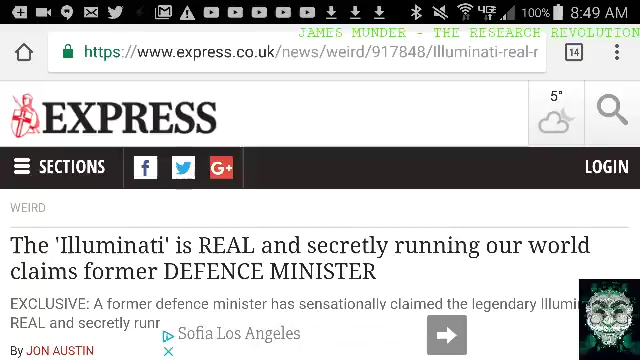 100% 8:49 AM
JAMES MUNDER - THE RESEARCH REVOLUTION
https://www.express.co.uk/news/weird/917848/Illuminati-real-r
14
EXPRESS
5°
SECTIONS
f
G+
LOGIN
WEIRD
The 'Illuminati' is REAL and secretly running our world
claims former DEFENCE MINISTER
EXCLUSIVE: A former defence minister has sensationally claimed the legendary Illumi
REAL and secretly runr
Sofia Los Angeles
By JON AUSTIN